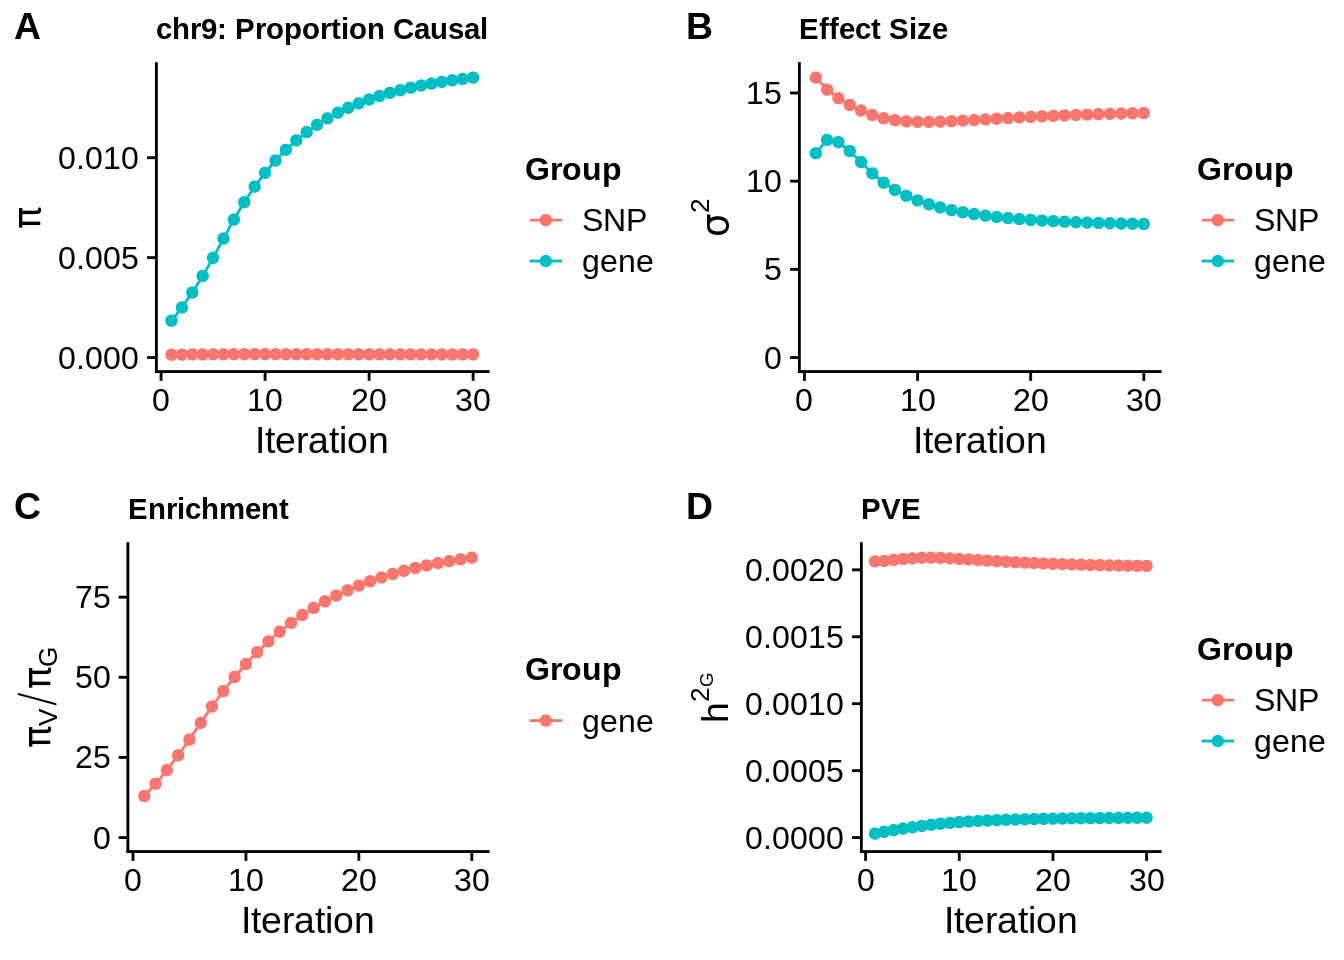 A
chr9: Proportion Causal
π
0.010
0.005
0.000
0 10 20 30
Iteration
Group
SNP
gene
B
Effect Size
σ²
15
10
5
0
0 10 20 30
Iteration
Group
SNP
gene
C
Enrichment
πV/πG
75
50
25
0
0 10 20 30
Iteration
Group
gene
D
PVE
h²G
0.0020
0.0015
0.0010
0.0005
0.0000
0 10 20 30
Iteration
Group
SNP
gene